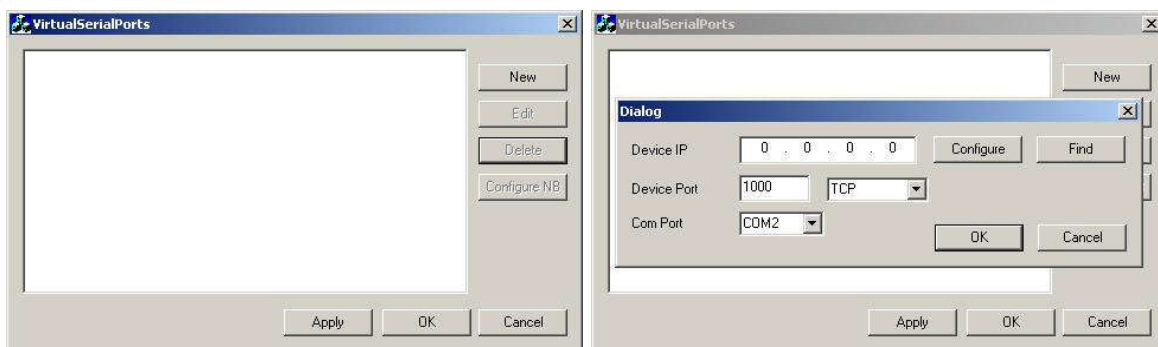 VirtualSerialPorts
New
Edit
Delete
Configure NB
Apply OK Cancel
VirtualSerialPorts
New
Dialog
Device IP 0 . 0 . 0 . 0 Configure Find
Device Port 1000 TCP
Com Port COM2
OK Cancel
Apply OK Cancel